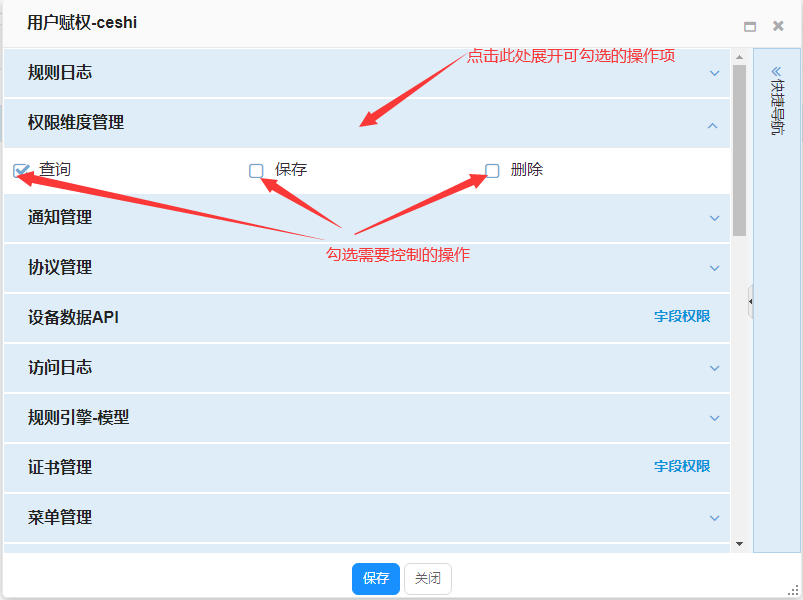 用户赋权-ceshi
规则日志
点击此处展开可勾选的操作项
快捷导航
权限维度管理
查询 保存 删除
通知管理
勾选需要控制的操作
协议管理
设备数据API 字段权限
访问日志
规则引擎-模型
证书管理 字段权限
菜单管理
保存 关闭